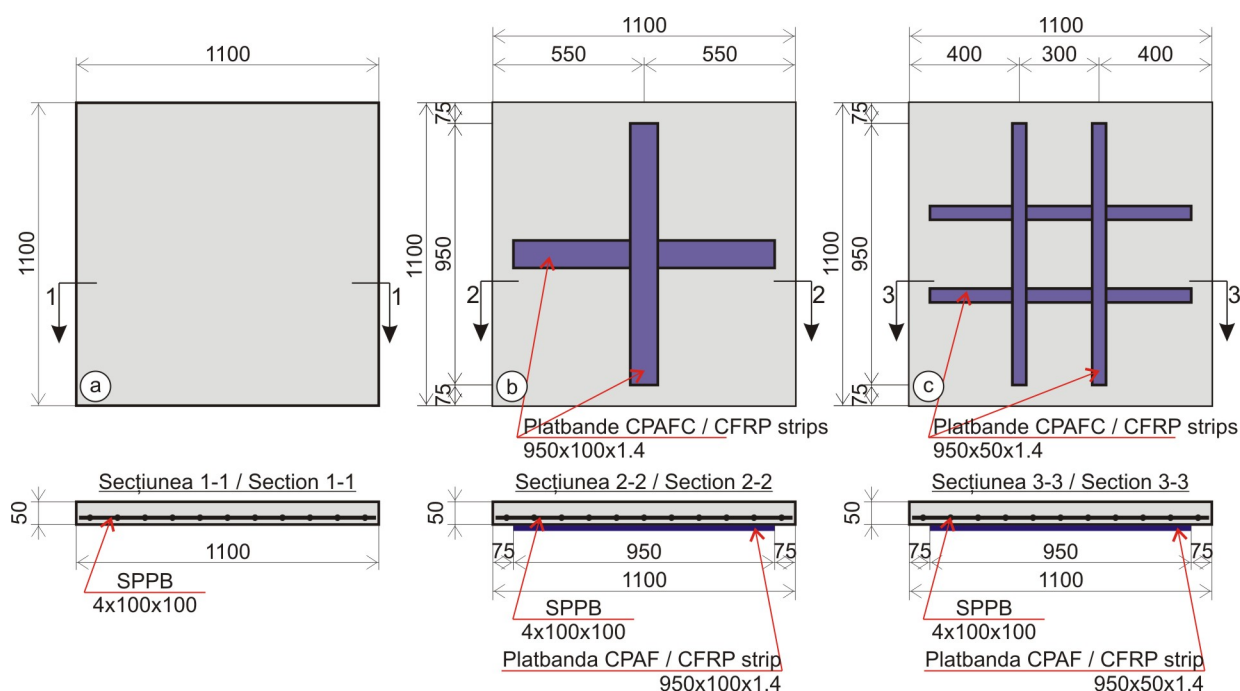 1100
1100
1
1
a
Secțiunea 1-1 / Section 1-1
50
1100
SPPB
4x100x100
1100
550
550
75
1100
950
75
2
2
b
Platbande CPAFC / CFRP strips
950x100x1.4
Secțiunea 2-2 / Section 2-2
50
75
950
75
1100
SPPB
4x100x100
Platbanda CPAF / CFRP strip
950x100x1.4
1100
400
300
400
75
1100
950
75
3
3
c
Platbande CPAFC / CFRP strips
950x50x1.4
Secțiunea 3-3 / Section 3-3
50
75
950
75
1100
SPPB
4x100x100
Platbanda CPAF / CFRP strip
950x50x1.4